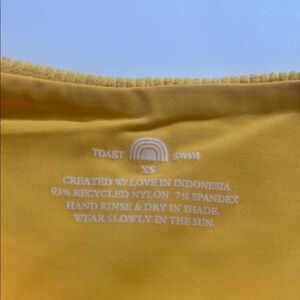 TOAST SWIM
XS
CREATED W/ LOVE IN INDONESIA
93% RECYCLED NYLON 7% SPANDEX
HAND RINSE & DRY IN SHADE.
WEAR SLOWLY IN THE SUN.